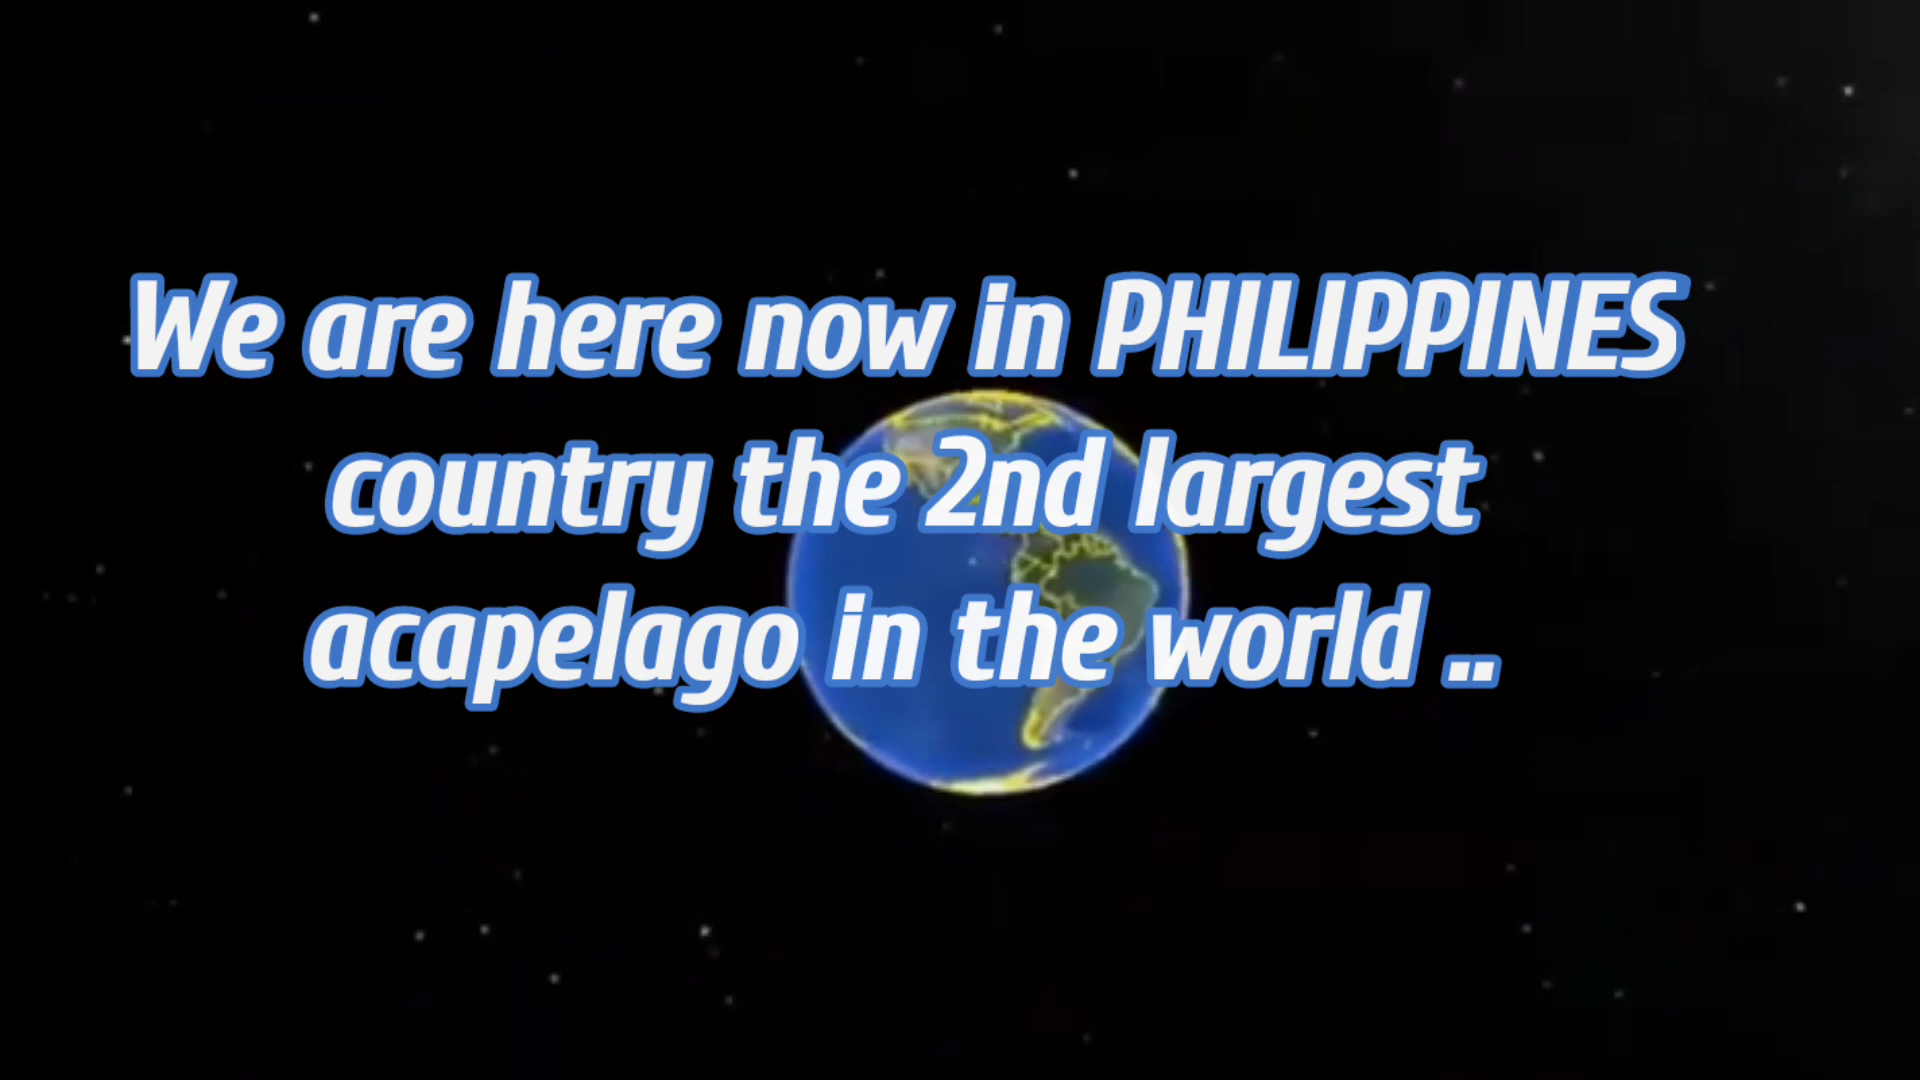 We are here now in PHILIPPINES
country the 2nd largest
acapelago in the world ..